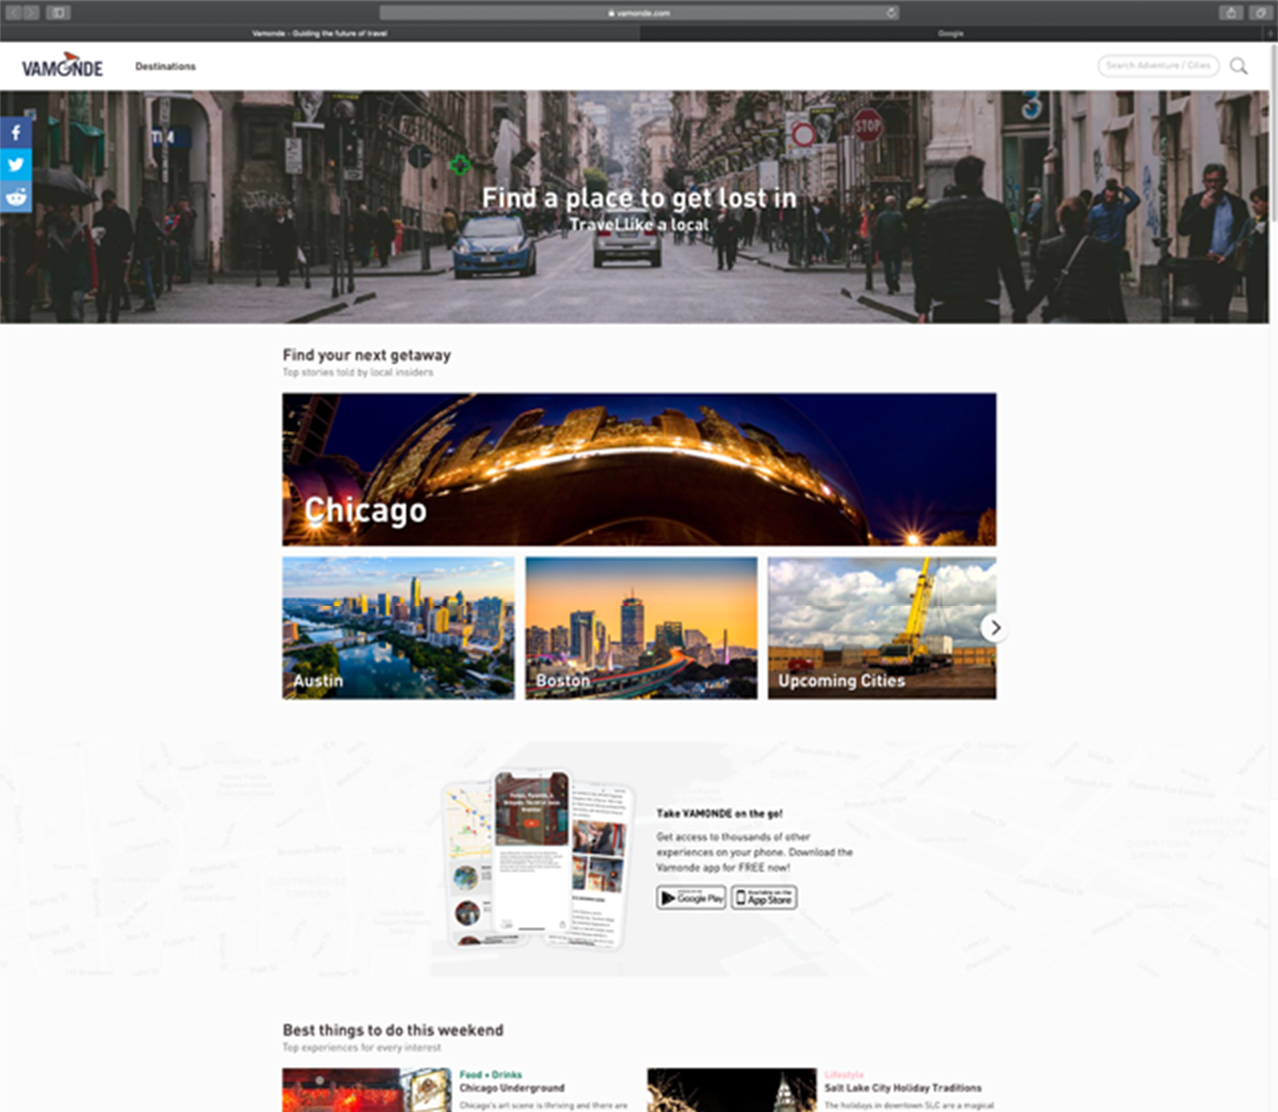 vamonde.com
Vamonde - Guiding the future of travel
Google
VAMONDE
Destinations
Search Adventure / Cities
STOP
Find a place to get lost in
Travel like a local
Find your next getaway
Top stories told by local insiders
Chicago
Austin
Boston
Upcoming Cities
Take VAMONDE on the go!
Get access to thousands of other
experiences on your phone. Download the
Vamonde app for FREE now!
Google Play
Available on the
App Store
Best things to do this weekend
Top experiences for every interest
Food + Drinks
Chicago Underground
Chicago's art scene is thriving and there are
Lifestyle
Salt Lake City Holiday Traditions
The holidays in downtown SLC are a magical